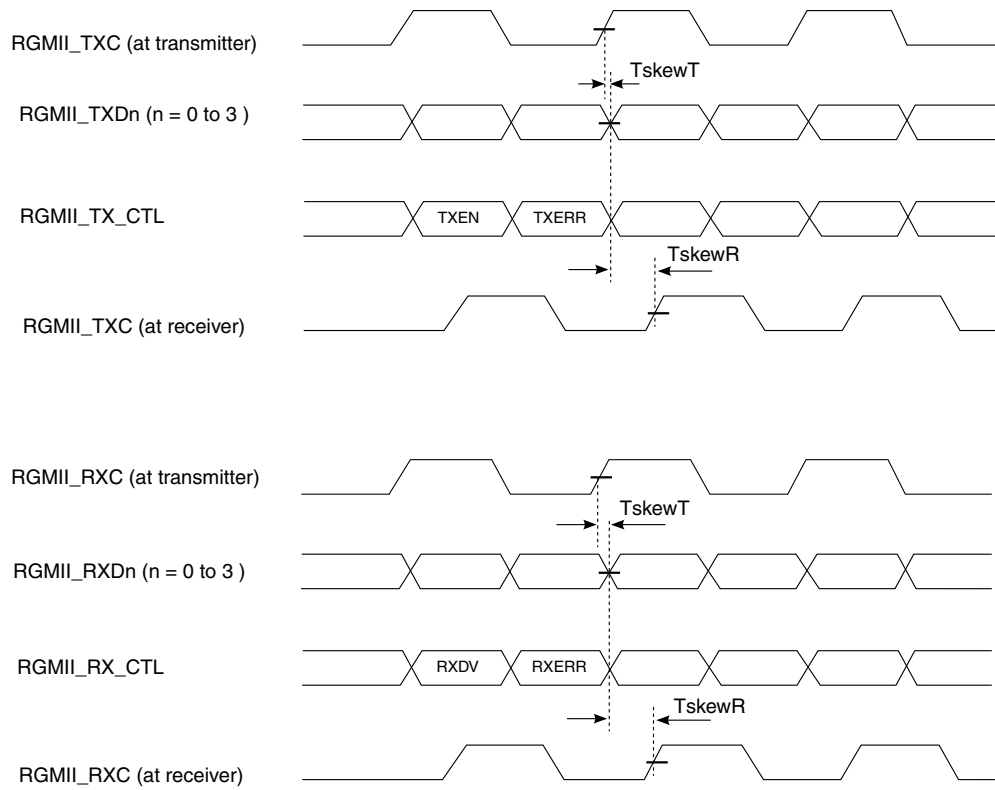 RGMII_TXC (at transmitter)
TskewT
RGMII_TXDn (n = 0 to 3 )
RGMII_TX_CTL
TXEN
TXERR
TskewR
RGMII_TXC (at receiver)
RGMII_RXC (at transmitter)
TskewT
RGMII_RXDn (n = 0 to 3 )
RGMII_RX_CTL
RXDV
RXERR
TskewR
RGMII_RXC (at receiver)